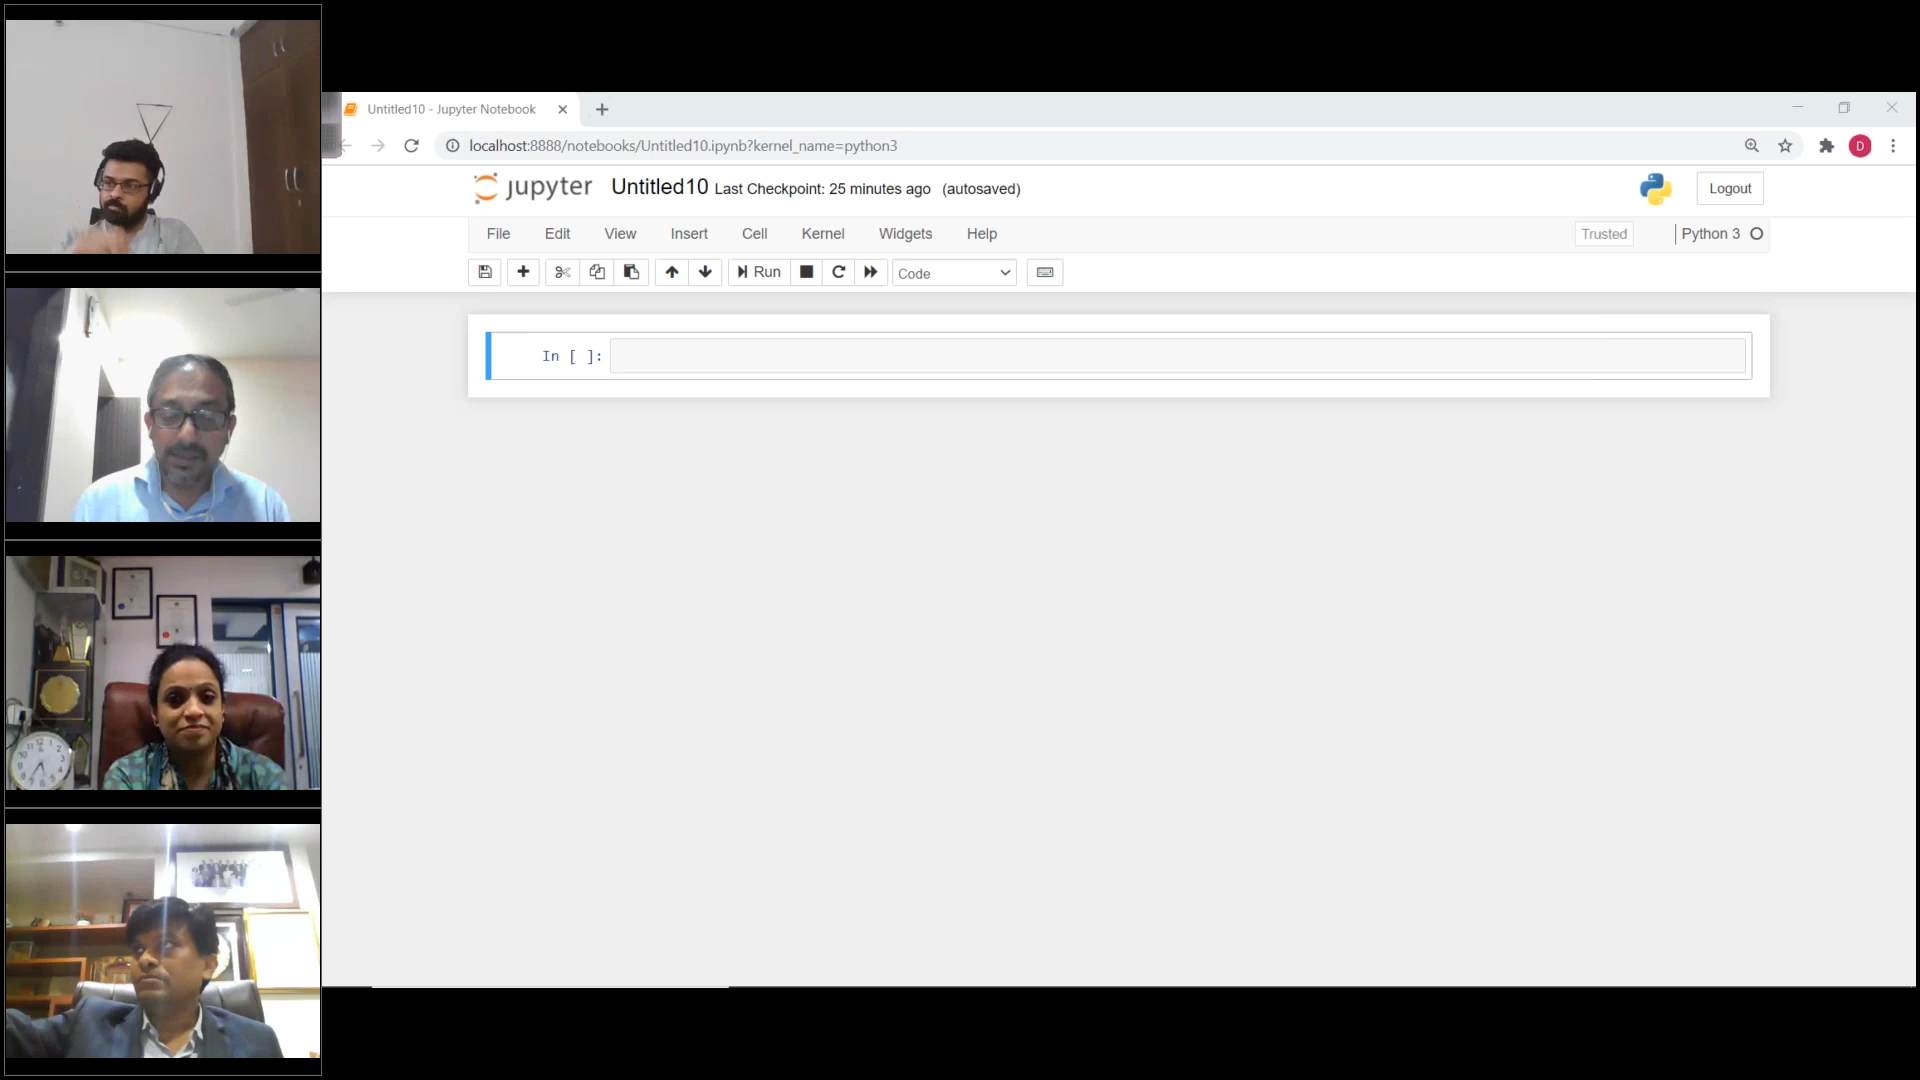 Untitled10 - Jupyter Notebook
localhost:8888/notebooks/Untitled10.ipynb?kernel_name=python3
D
jupyter Untitled10 Last Checkpoint: 25 minutes ago (autosaved)
Logout
File Edit View Insert Cell Kernel Widgets Help
Trusted
Python 3
Run
Code
In [ ]: